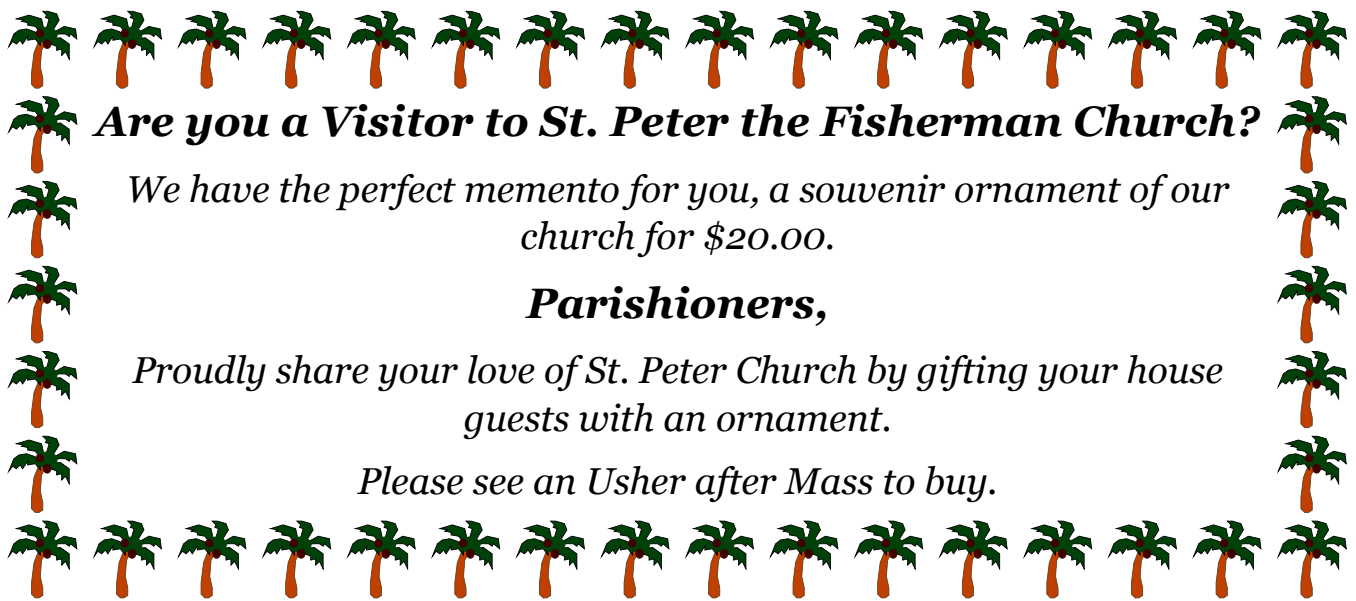 Are you a Visitor to St. Peter the Fisherman Church?
We have the perfect memento for you, a souvenir ornament of our
church for $20.00.
Parishioners,
Proudly share your love of St. Peter Church by gifting your house
guests with an ornament.
Please see an Usher after Mass to buy.